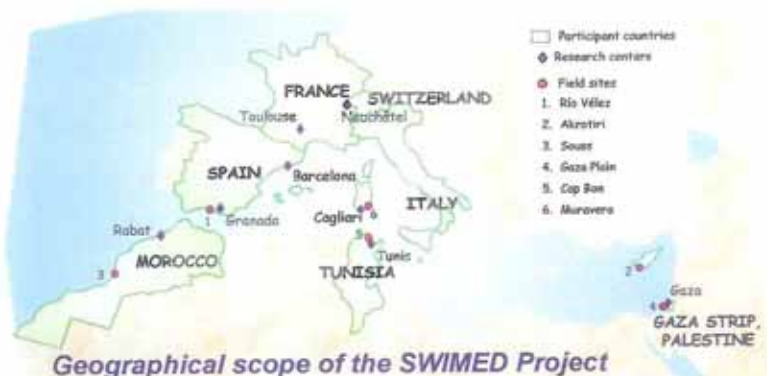 Participant countries
Research centers
Field sites
1. Río Vélez
2. Akrotiri
3. Souss
4. Gaza Plain
5. Cap Bon
6. Muravera
FRANCE
SWITZERLAND
Toulouse
Neuchâtel
SPAIN
Barcelona
ITALY
Cagliari
6
1
Granada
Rabat
5
Tunis
MOROCCO
TUNISIA
3
2
Gaza
4
GAZA STRIP,
PALESTINE
Geographical scope of the SWIMED Project